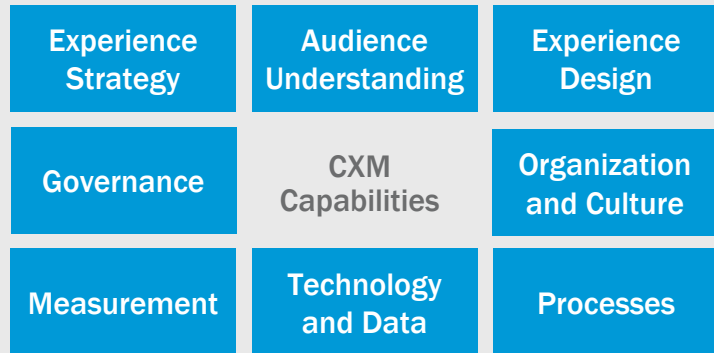 Experience
Strategy
Audience
Understanding
Experience
Design
Governance
CXM
Capabilities
Organization
and Culture
Measurement
Technology
and Data
Processes